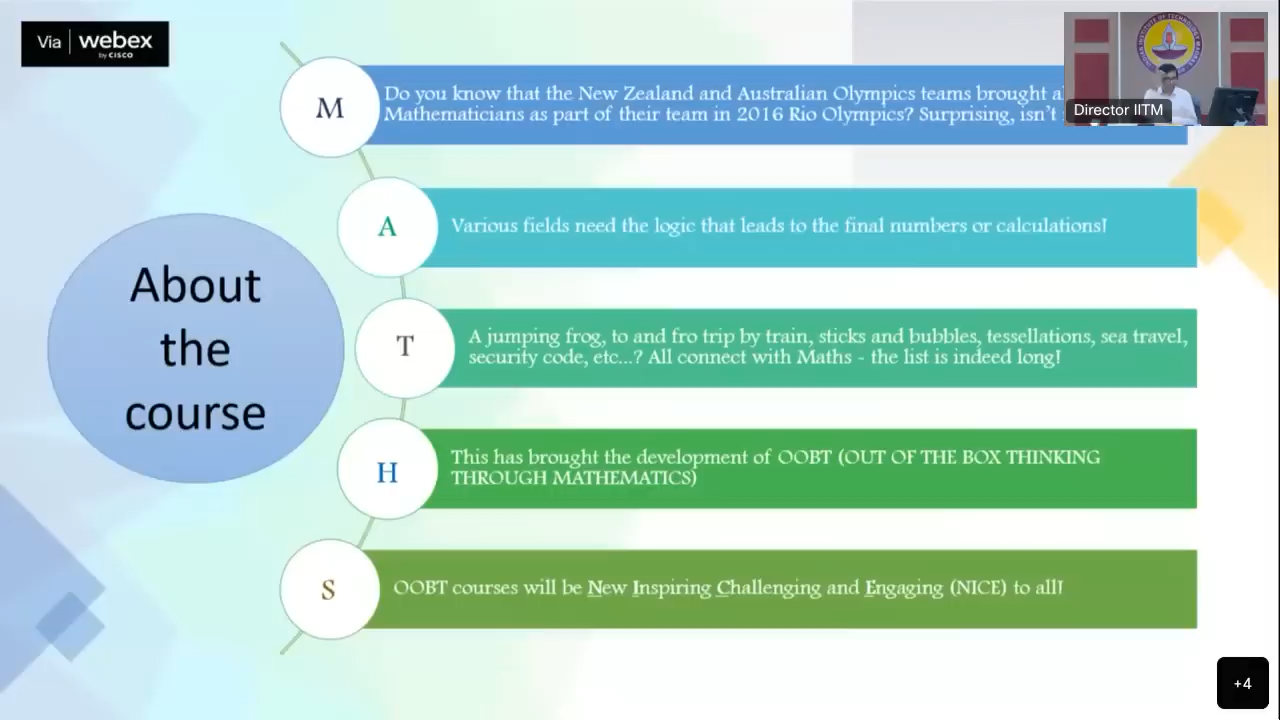 Via webex
by CISCO
M
Do you know that the New Zealand and Australian Olympics teams brought
Mathematicians as part of their team in 2016 Rio Olympics? Surprising, isn't
Director IITM
A
Various fields need the logic that leads to the final numbers or calculations!
About
the
course
T
A jumping frog, to and fro trip by train, sticks and bubbles, tessellations, sea travel,
security code, etc...? All connect with Maths - the list is indeed long!
H
This has brought the development of OOBT (OUT OF THE BOX THINKING
THROUGH MATHEMATICS)
S
OOBT courses will be New Inspiring Challenging and Engaging (NICE) to all!
+4